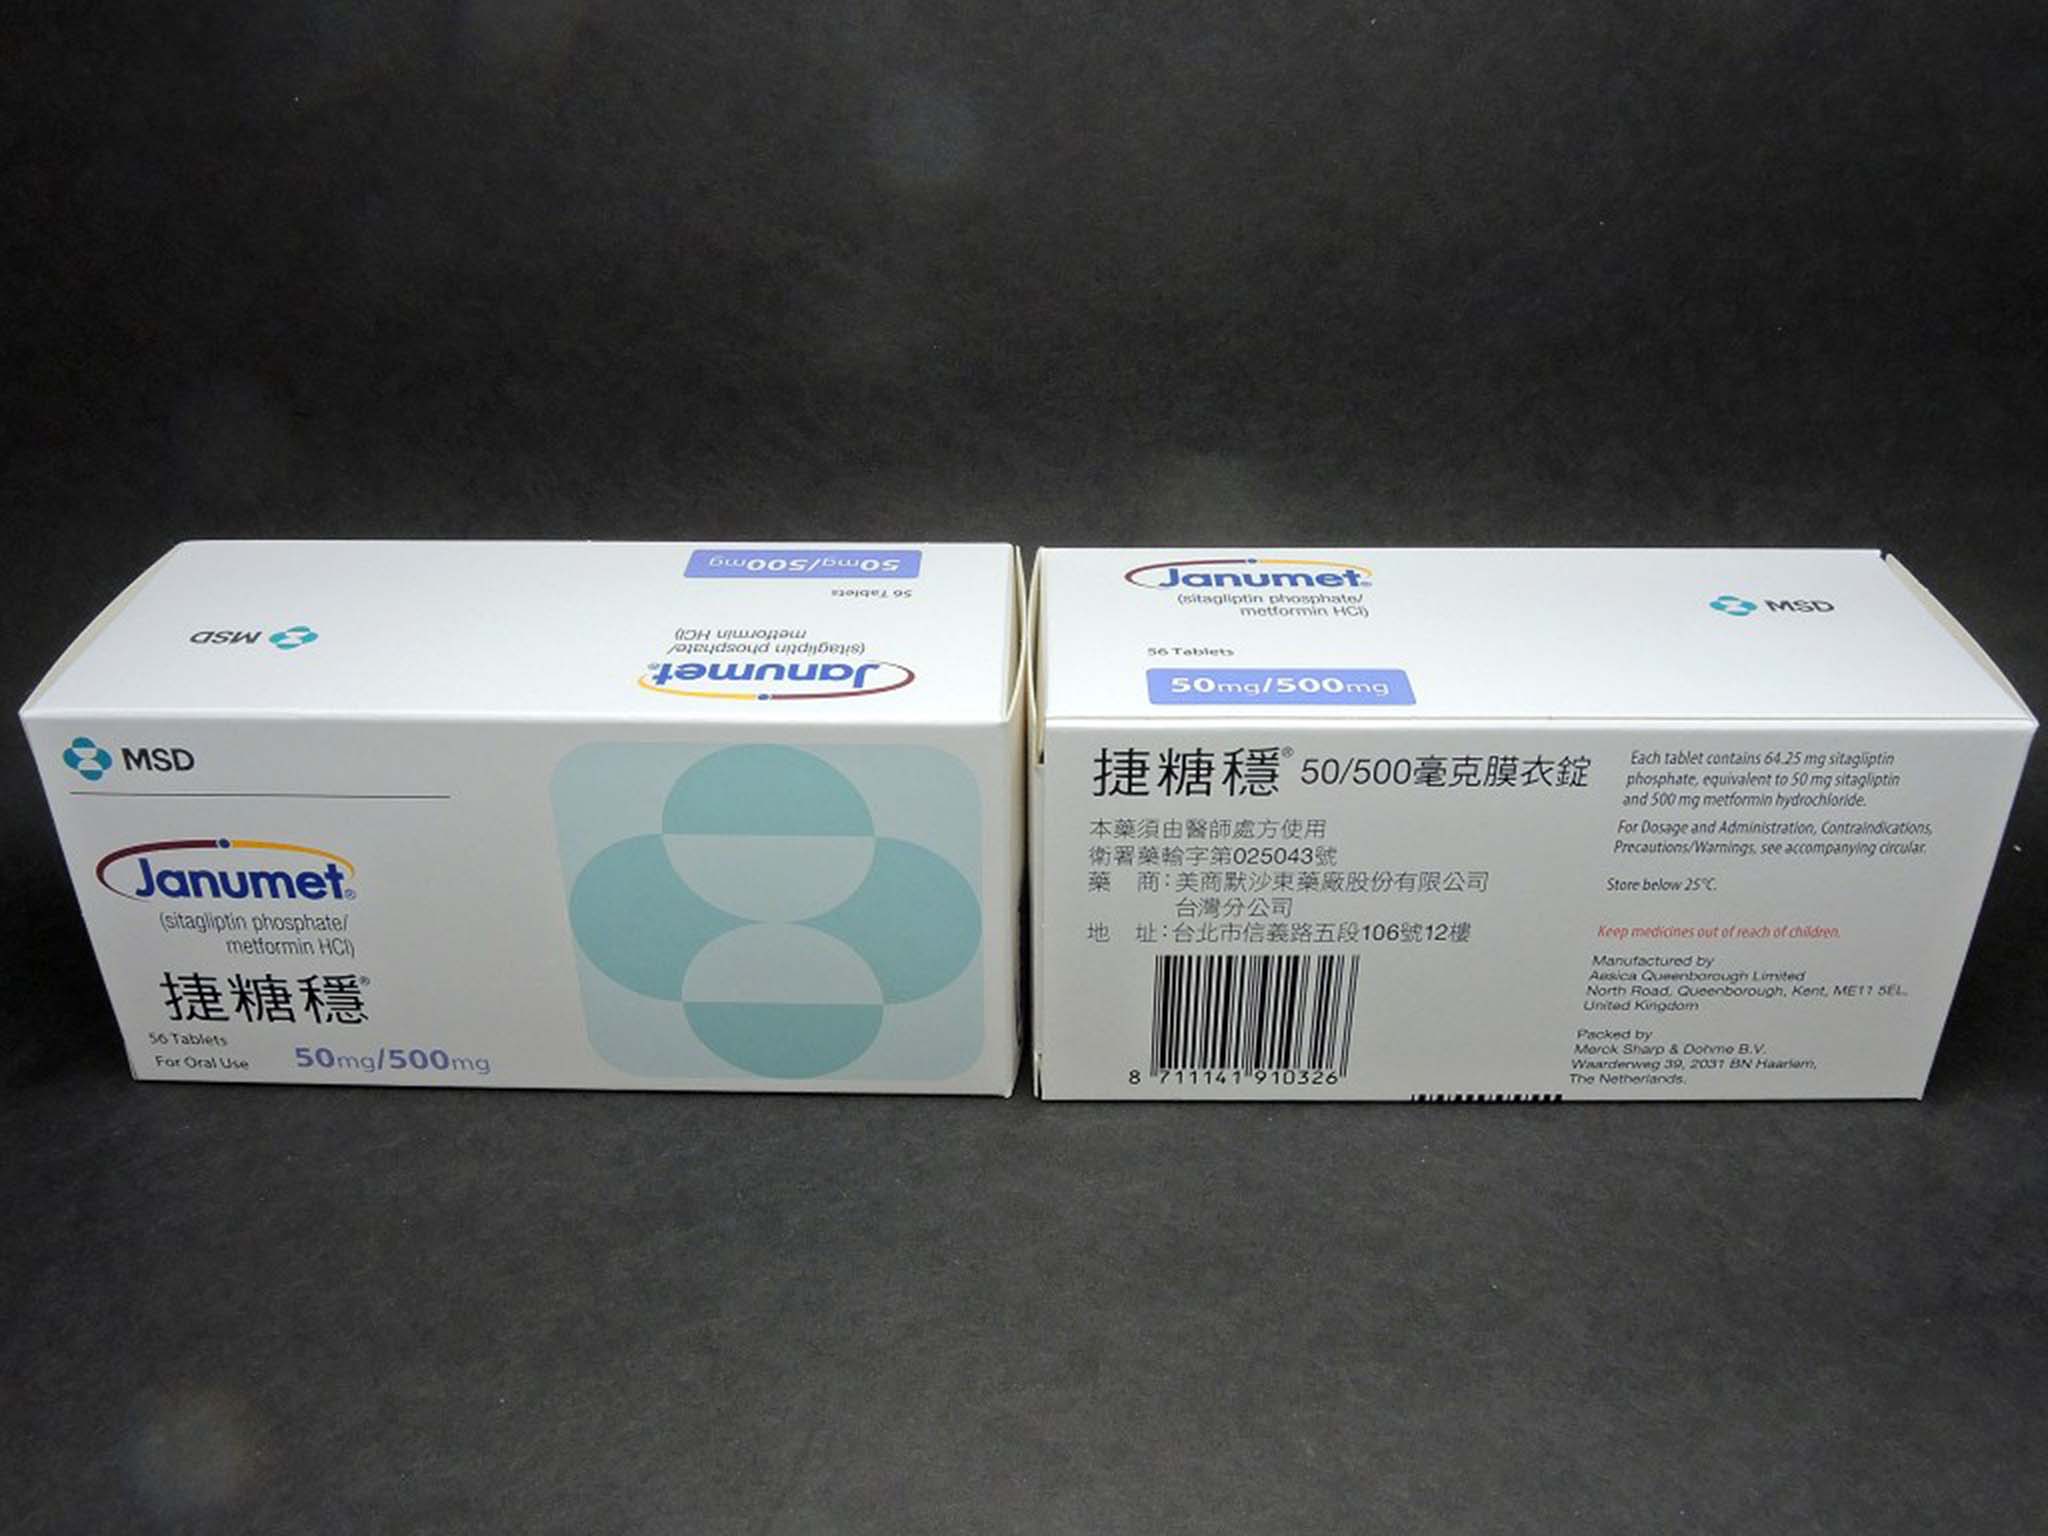 50mg/500mg
56 Tablets
(sitagliptin phosphate/
metformin HCl)
Janumet®
MSD
MSD
Janumet®
(sitagliptin phosphate/
metformin HCl)
捷糖穩®
56 Tablets
For Oral Use
50mg/500mg
Janumet®
(sitagliptin phosphate/
metformin HCl)
56 Tablets
50mg/500mg
MSD
捷糖穩® 50/500毫克膜衣錠
本藥須由醫師處方使用
衛署藥輸字第025043號
藥 商：美商默沙東藥廠股份有限公司
台灣分公司
地 址：台北市信義路五段106號12樓
8 711141 910326
Each tablet contains 64.25 mg sitagliptin
phosphate, equivalent to 50 mg sitagliptin
and 500 mg metformin hydrochloride.
For Dosage and Administration, Contraindications,
Precautions/Warnings, see accompanying circular.
Store below 25°C.
Keep medicines out of reach of children.
Manufactured by
Aesica Queenborough Limited
North Road, Queenborough, Kent, ME11 5EL,
United Kingdom
Packed by
Merck Sharp & Dohme B.V.
Waarderweg 39, 2031 BN Haarlem,
The Netherlands.